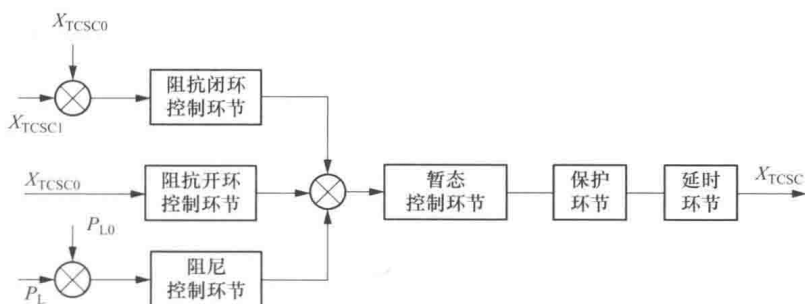 X_TCSC0
X_TCSC1
阻抗闭环
控制环节
X_TCSC0
阻抗开环
控制环节
暂态
控制环节
保护
环节
延时
环节
X_TCSC
P_L0
P_L
阻尼
控制环节